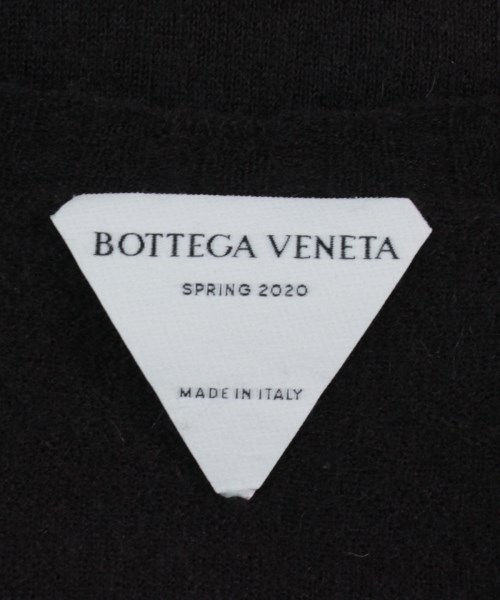 BOTTEGA VENETA
SPRING 2020
MADE IN ITALY